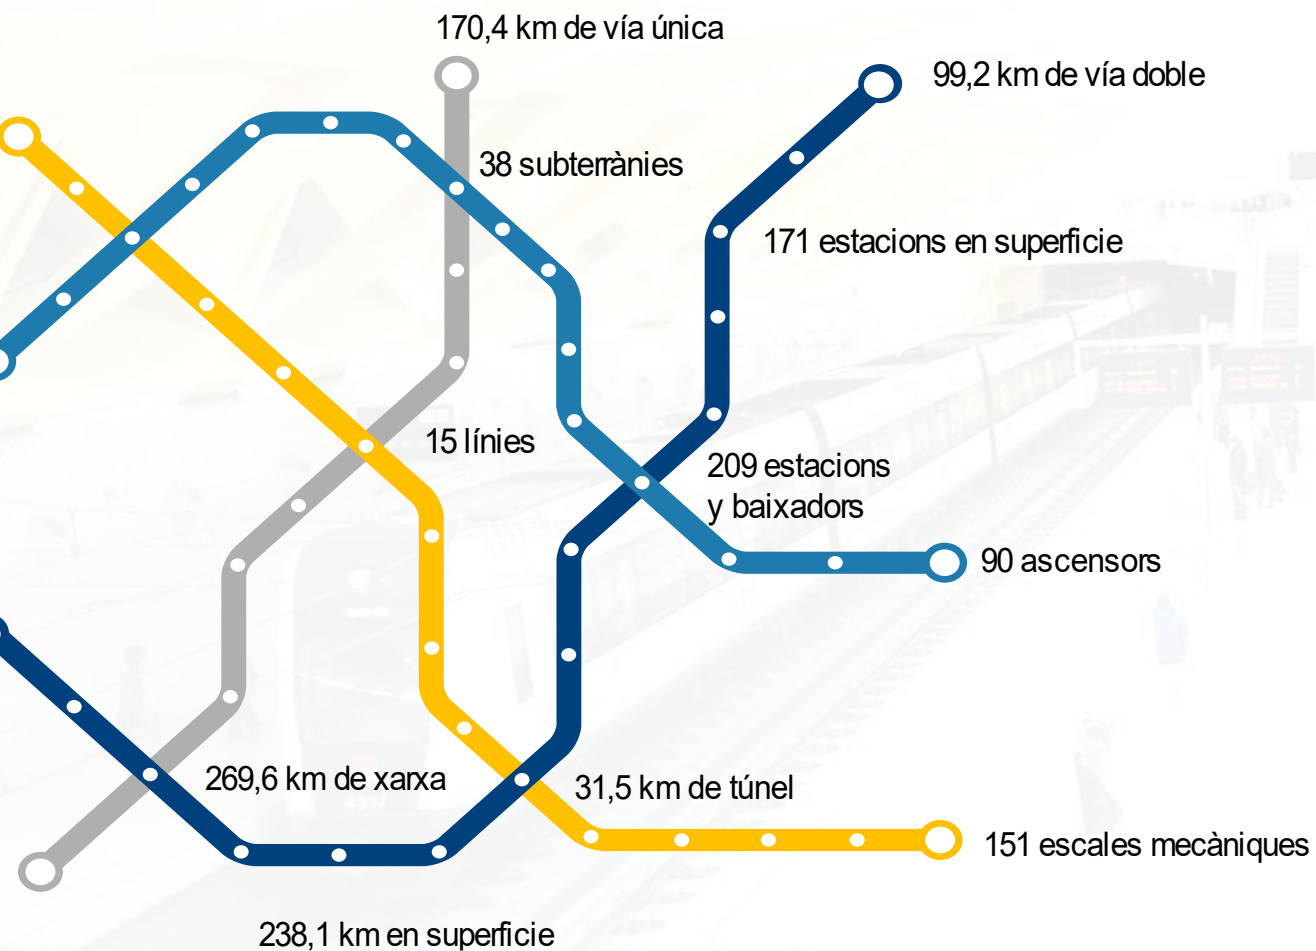 170,4 km de vía única
99,2 km de vía doble
38 subterrànies
171 estacions en superficie
15 línies
209 estacions
y baixadors
90 ascensors
269,6 km de xarxa
31,5 km de túnel
151 escales mecàniques
238,1 km en superficie